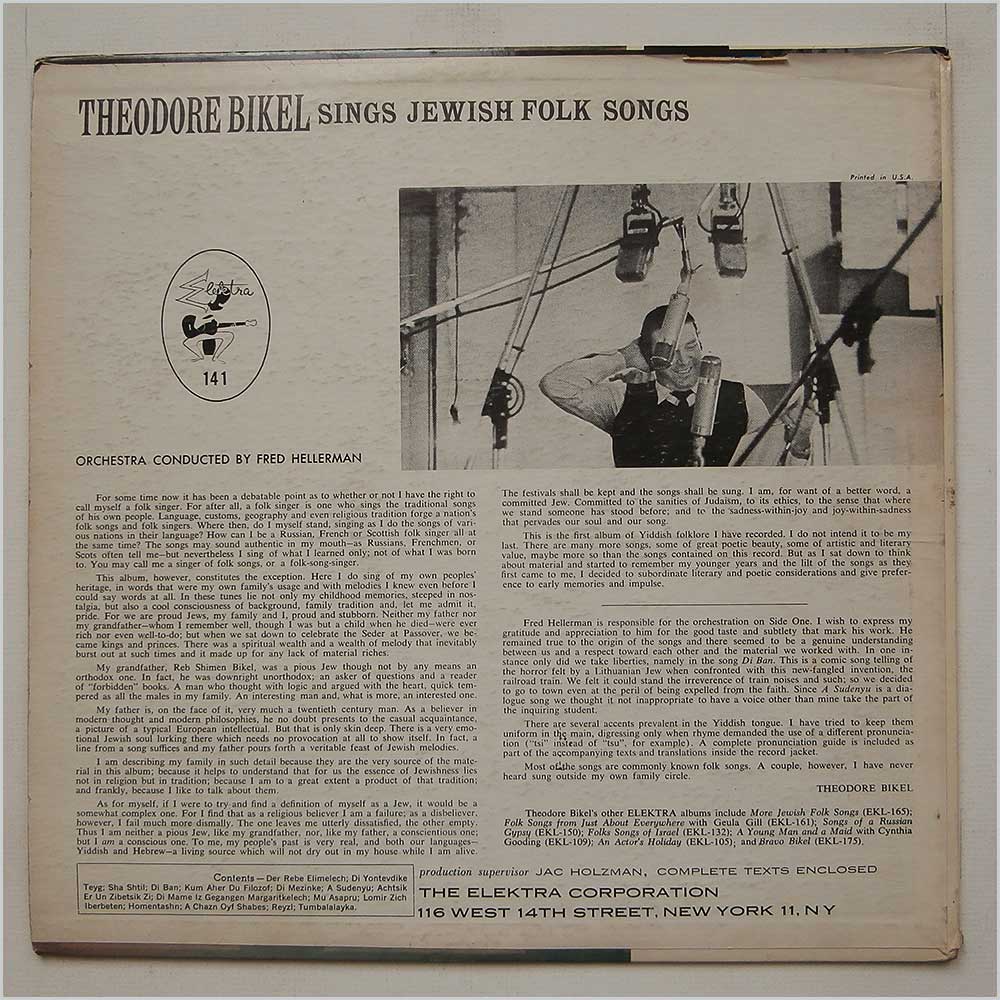 THEODORE BIKEL SINGS JEWISH FOLK SONGS
Printed in U.S.A.
Elektra
141
ORCHESTRA CONDUCTED BY FRED HELLERMAN
For some time now it has been a debatable point as to whether or not I have the right to
call myself a folk singer. For after all, a folk singer is one who sings the traditional songs
of his own people. Language, customs, geography and even religious tradition forge a nation's
folk songs and folk singers. Where then, do I myself stand, singing as I do the songs of vari-
ous nations in their language? How can I be a Russian, French or Scottish folk singer all at
the same time? The songs may sound authentic in my mouth—as Russians, Frenchmen, or
Scots often tell me—but nevertheless I sing of what I learned only; not of what I was born
to. You may call me a singer of folk songs, or a folk-song-singer.
This album, however, constitutes the exception. Here I do sing of my own peoples'
heritage, in words that were my own family's usage and with melodies I knew even before I
could say words at all. In these tunes lie not only my childhood memories, steeped in nos-
talgia, but also a cool consciousness of background, family tradition and, let me admit it,
pride. For we are proud Jews, my family and I, proud and stubborn. Neither my father nor
my grandfather—whom I remember well, though I was but a child when he died—were ever
rich nor even well-to-do; but when we sat down to celebrate the Seder at Passover, we be-
came kings and princes. There was a spiritual wealth and a wealth of melody that inevitably
burst out at such times and it made up for any lack of material riches.
My grandfather, Reb Shimen Bikel, was a pious Jew though not by any means an
orthodox one. In fact, he was downright unorthodox; an asker of questions and a reader
of "forbidden" books. A man who thought with logic and argued with the heart, quick tem-
pered as all the males in my family. An interesting man and, what is more, an interested one.
My father is, on the face of it, very much a twentieth century man. As a believer in
modern thought and modern philosophies, he no doubt presents to the casual acquaintance,
a picture of a typical European intellectual. But that is only skin deep. There is a very emo-
tional Jewish soul lurking there which needs no provocation at all to show itself. In fact, a
line from a song suffices and my father pours forth a veritable feast of Jewish melodies.
I am describing my family in such detail because they are the very source of the mate-
rial in this album; because it helps to understand that for us the essence of Jewishness lies
not in religion but in tradition; because I am to a great extent a product of that tradition;
and frankly, because I like to talk about them.
As for myself, if I were to try and find a definition of myself as a Jew, it would be a
somewhat complex one. For I find that as a religious believer I am a failure; as a disbeliever,
however, I fail much more dismally. The one leaves me utterly dissatisfied, the other empty.
Thus I am neither a pious Jew, like my grandfather, nor, like my father, a conscientious one;
but I am a conscious one. To me, my people's past is very real, and both our languages—
Yiddish and Hebrew—a living source which will not dry out in my house while I am alive.
The festivals shall be kept and the songs shall be sung. I am, for want of a better word, a
committed Jew. Committed to the sanities of Judaism, to its ethics, to the sense that where
we stand someone has stood before; and to the sadness-within-joy and joy-within-sadness
that pervades our soul and our song.
This is the first album of Yiddish folklore I have recorded. I do not intend it to be my
last. There are many more songs, some of great poetic beauty, some of artistic and literary
value, maybe more so than the songs contained on this record. But as I sat down to think
about material and started to remember my younger years and the lilt of the songs as they
first came to me, I decided to subordinate literary and poetic considerations and give prefer-
ence to early memories and impulse.
Fred Hellerman is responsible for the orchestration on Side One. I wish to express my
gratitude and appreciation to him for the good taste and subtlety that mark his work. He
remained true to the origin of the songs and there seemed to be a genuine understanding
between us and a respect toward each other and the material we worked with. In one in-
stance only did we take liberties, namely in the song Di Ban. This is a comic song telling of
the horror felt by a Lithuanian Jew when confronted with this new-fangled invention, the
railroad train. We felt it could stand the irreverence of train noises and such; so we decided
to go to town even at the peril of being expelled from the faith. Since A Sudenyu is a dia-
logue song we thought it not inappropriate to have a voice other than mine take the part of
the inquiring student.
There are several accents prevalent in the Yiddish tongue. I have tried to keep them
uniform in the main, digressing only when rhyme demanded the use of a different pronuncia-
tion ("tsi" instead of "tsu", for example). A complete pronunciation guide is included as
part of the accompanying texts and translations inside the record jacket.
Most of the songs are commonly known folk songs. A couple, however, I have never
heard sung outside my own family circle.
THEODORE BIKEL
Theodore Bikel's other ELEKTRA albums include More Jewish Folk Songs (EKL-165);
Folk Songs from Just About Everywhere with Geula Gill (EKL-161); Songs of a Russian
Gypsy (EKL-150); Folks Songs of Israel (EKL-132); A Young Man and a Maid with Cynthia
Gooding (EKL-109); An Actor's Holiday (EKL-105), and Bravo Bikel (EKL-175).
Contents—Der Rebe Elimelech; Di Yontevdike
Teyg; Sha Shtil; Di Ban; Kum Aher Du Filozof; Di Mezinke; A Sudenyu; Achtsik
Er Un Zibetsik Zi; Di Mame Iz Gegangen Margaritkelech; Mu Asapru; Lomir Zich
Iberbeten; Homentashn; A Chazn Oyf Shabes; Reyzl; Tumbalalayka.
production supervisor JAC HOLZMAN, COMPLETE TEXTS ENCLOSED
THE ELEKTRA CORPORATION
116 WEST 14TH STREET, NEW YORK 11, NY